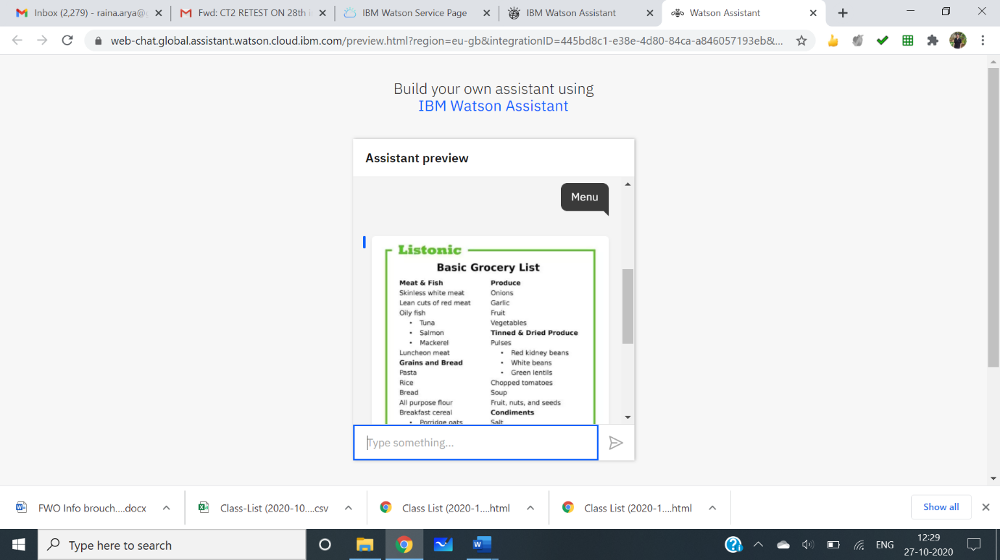 Inbox (2,279) - raina.arya@g
Fwd: CT2 RETEST ON 28th i
IBM Watson Service Page
IBM Watson Assistant
Watson Assistant
web-chat.global.assistant.watson.cloud.ibm.com/preview.html?region=eu-gb&integrationID=445bd8c1-e38e-4d80-84ca-a846057193eb&...
Build your own assistant using
IBM Watson Assistant
Assistant preview
Menu
Listonic
Basic Grocery List
Meat & Fish
Skinless white meat
Lean cuts of red meat
Oily fish
• Tuna
• Salmon
• Mackerel
Luncheon meat
Grains and Bread
Pasta
Rice
Bread
All purpose flour
Breakfast cereal
• Porridge oats
Produce
Onions
Garlic
Fruit
Vegetables
Tinned & Dried Produce
Pulses
• Red kidney beans
• White beans
• Green lentils
Chopped tomatoes
Soup
Fruit, nuts, and seeds
Condiments
Salt
Type something...
FWO Info brouch....docx
Class-List (2020-10....csv
Class List (2020-1....html
Class List (2020-1....html
Show all
Type here to search
ENG
12:29
27-10-2020